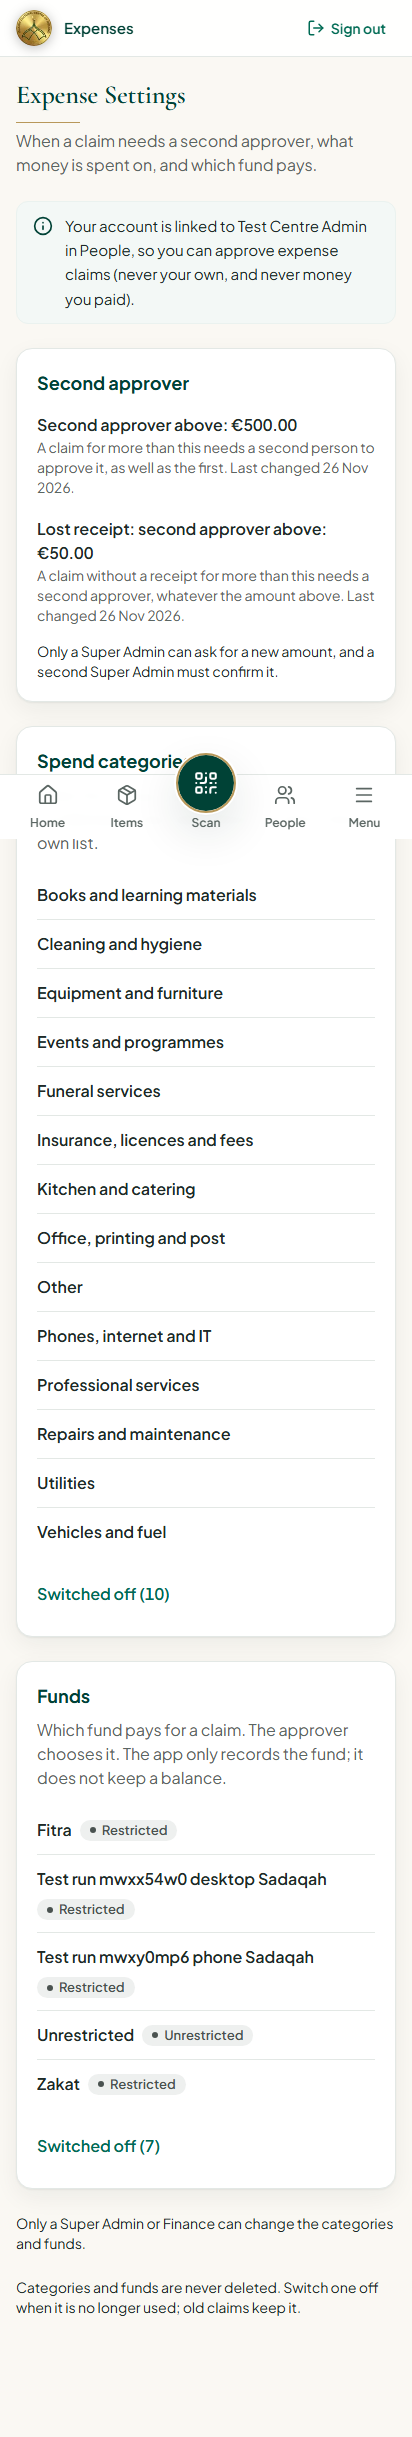 Expenses
Sign out
Expense Settings
When a claim needs a second approver, what
money is spent on, and which fund pays.
Your account is linked to Test Centre Admin
in People, so you can approve expense
claims (never your own, and never money
you paid).
Second approver
Second approver above: €500.00
A claim for more than this needs a second person to
approve it, as well as the first. Last changed 26 Nov
2026.
Lost receipt: second approver above:
€50.00
A claim without a receipt for more than this needs a
second approver, whatever the amount above. Last
changed 26 Nov 2026.
Only a Super Admin can ask for a new amount, and a
second Super Admin must confirm it.
Spend categorie
Home
Items
Scan
People
Menu
own list.
Books and learning materials
Cleaning and hygiene
Equipment and furniture
Events and programmes
Funeral services
Insurance, licences and fees
Kitchen and catering
Office, printing and post
Other
Phones, internet and IT
Professional services
Repairs and maintenance
Utilities
Vehicles and fuel
Switched off (10)
Funds
Which fund pays for a claim. The approver
chooses it. The app only records the fund; it
does not keep a balance.
Fitra Restricted
Test run mwxx54w0 desktop Sadaqah
Restricted
Test run mwxy0mp6 phone Sadaqah
Restricted
Unrestricted Unrestricted
Zakat Restricted
Switched off (7)
Only a Super Admin or Finance can change the categories
and funds.
Categories and funds are never deleted. Switch one off
when it is no longer used; old claims keep it.